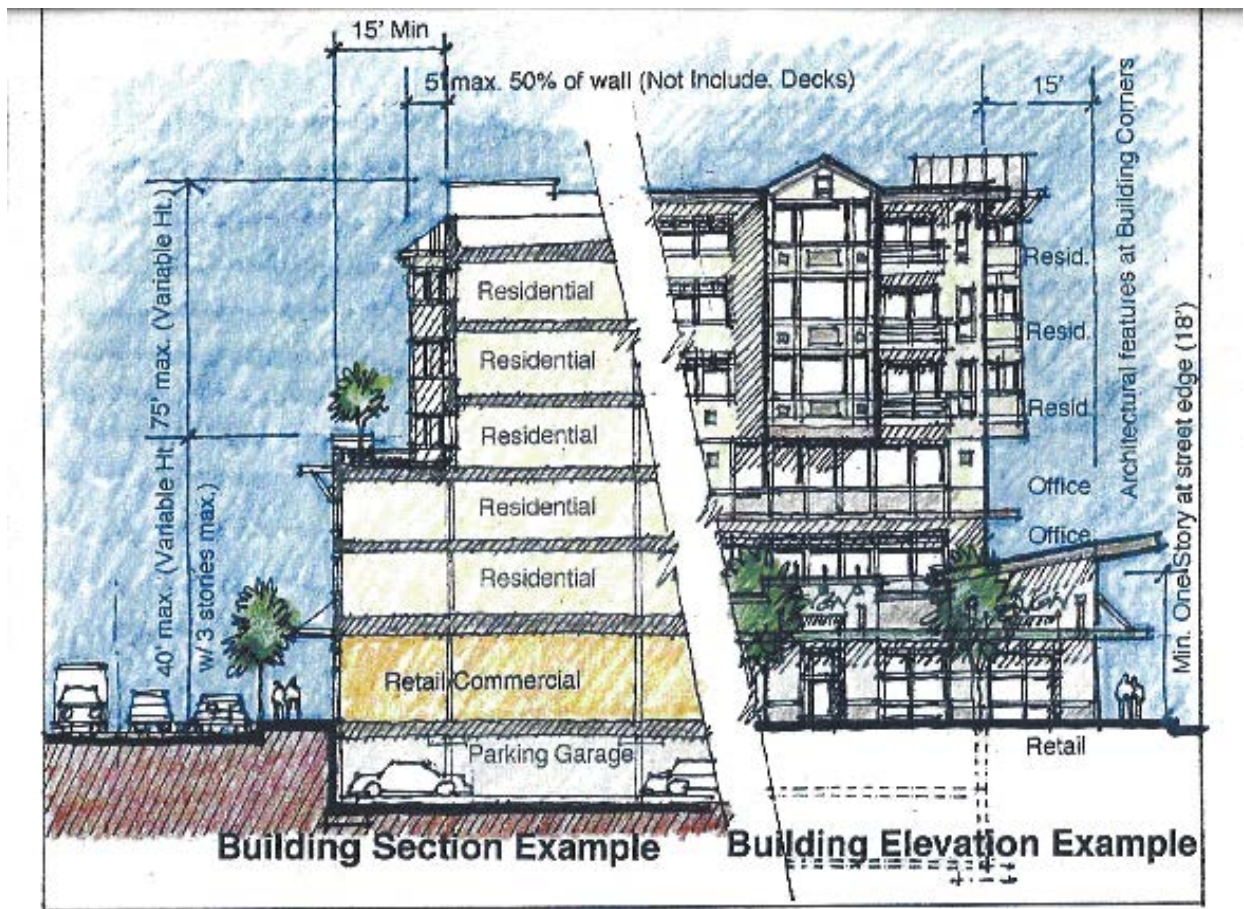 15' Min
5' max. 50% of wall (Not Include. Decks)
15'
Architectural features at Building Corners
75' max. (Variable Ht.)
40' max. (Variable Ht.
w/ 3 stories max.)
Residential
Residential
Residential
Residential
Residential
Retail Commercial
Parking Garage
Resid.
Resid.
Resid.
Office
Office
Min. One Story at street edge (18')
Retail
Building Section Example
Building Elevation Example